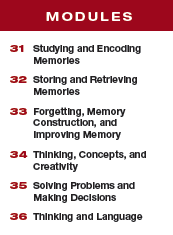 MODULES
31 Studying and Encoding
Memories
32 Storing and Retrieving
Memories
33 Forgetting, Memory
Construction, and
Improving Memory
34 Thinking, Concepts, and
Creativity
35 Solving Problems and
Making Decisions
36 Thinking and Language